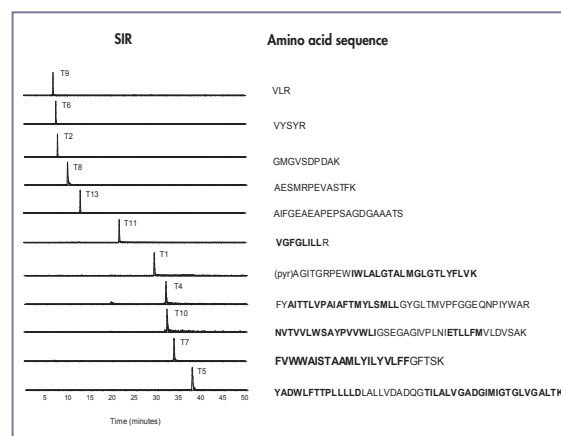 SIR Amino acid sequence
T9 VLR
T6 VYSYR
T2 GMGVSDPDAK
T8 AESMRPEVASTFK
T13 AIFGEAEAPEPSAGDGAAATS
T11 VGFGLILLR
T1 (pyr)AGITGRPEWIWLALGTALMGLGTLYFLVK
T4 FYAITTLVPAIAFTMYLSMLLGYGLTMVPFGGEQNPIYWAR
T10 NVTVVLWSAYPVVWLIGSEGAGIVPLNIETLLFMVLDVSAK
T7 FVWWAISTAAMLYILYVLFFGFTSK
T5 YADWLFTTPLLLLDLALLVDADQGTILALVGADGIMIGTGLVGALTK
5 10 15 20 25 30 35 40 45 50
Time (minutes)